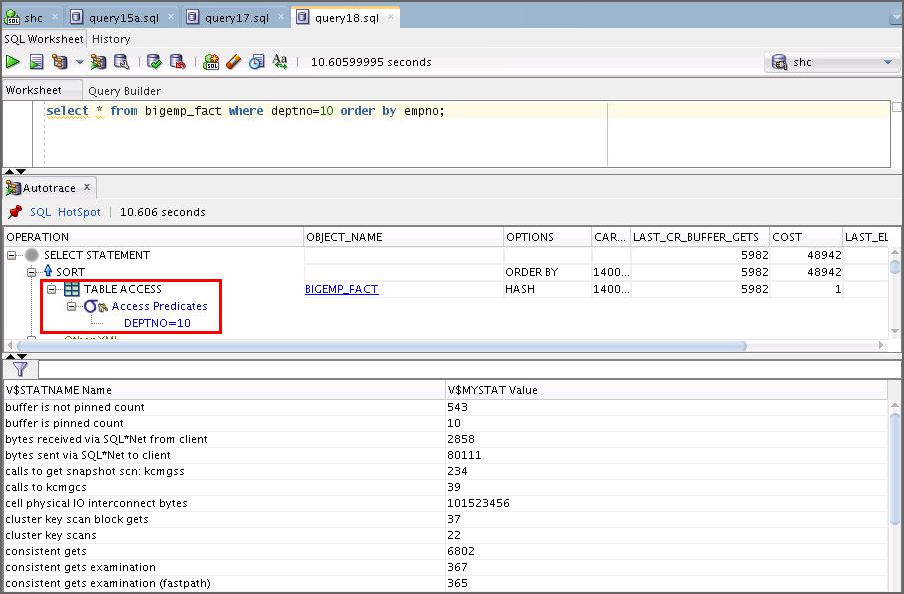 shc query15a.sql query17.sql query18.sql
SQL Worksheet History
10.60599995 seconds shc
Worksheet Query Builder
select * from bigemp_fact where deptno=10 order by empno;
Autotrace
SQL HotSpot | 10.606 seconds
OPERATION OBJECT_NAME OPTIONS CAR... LAST_CR_BUFFER_GETS COST LAST_EL
SELECT STATEMENT 5982 48942
SORT ORDER BY 1400... 5982 48942
TABLE ACCESS BIGEMP_FACT HASH 1400... 5982 1
Access Predicates
DEPTNO=10
Other XML
V$STATNAME Name V$MYSTAT Value
buffer is not pinned count 543
buffer is pinned count 10
bytes received via SQL*Net from client 2858
bytes sent via SQL*Net to client 80111
calls to get snapshot scn: kcmgss 234
calls to kcmgcs 39
cell physical IO interconnect bytes 101523456
cluster key scan block gets 37
cluster key scans 22
consistent gets 6802
consistent gets examination 367
consistent gets examination (fastpath) 365